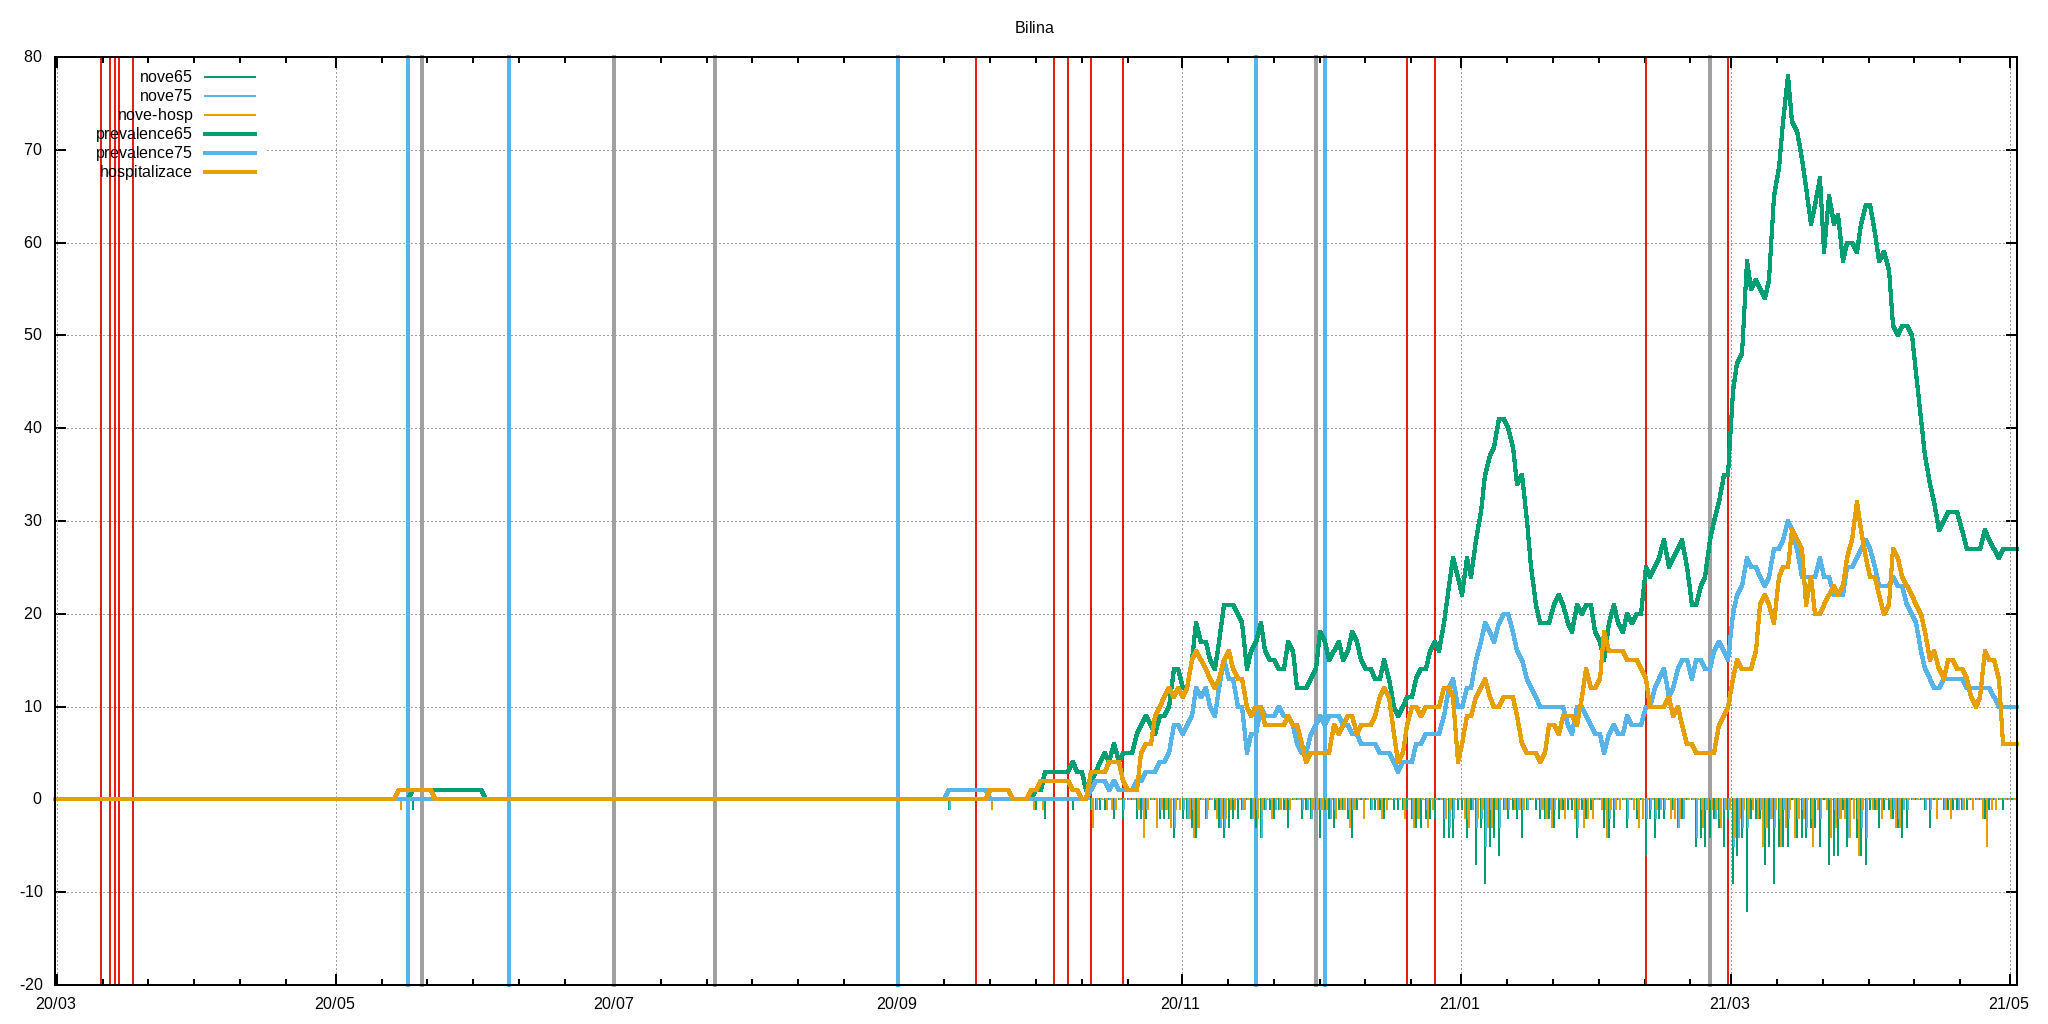 Bilina
80
70
60
50
40
30
20
10
0
-10
-20
nove65
nove75
nove-hosp
prevalence65
prevalence75
hospitalizace
20/03 20/05 20/07 20/09 20/11 21/01 21/03 21/05